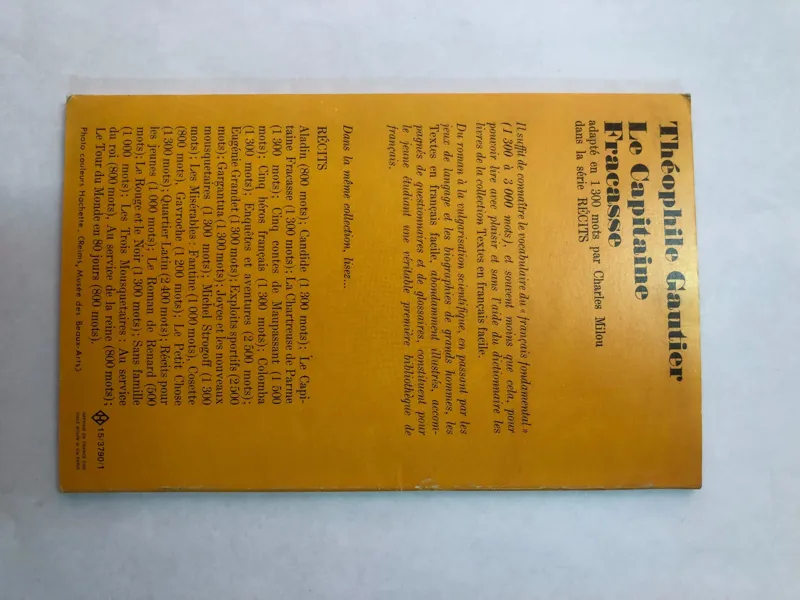 Théophile Gautier
Le Capitaine
Fracasse
adapté en 1 300 mots par Charles Milou
dans la série RÉCITS
Il suffit de connaître le vocabulaire du « français fondamental »
(1 300 à 3 000 mots), et souvent moins que cela, pour
pouvoir lire avec plaisir et sans l'aide du dictionnaire les
livres de la collection Textes en français facile.
Du roman à la vulgarisation scientifique, en passant par les
jeux de langage et les biographies de grands hommes, les
Textes en français facile, abondamment illustrés, accom-
pagnés de questionnaires et de glossaires, constituent pour
le jeune étudiant une véritable première bibliothèque de
français.
Dans la même collection, lisez...
RÉCITS
Aladin (800 mots); Candide (1 300 mots); Le Capi-
taine Fracasse (1 300 mots); La Chartreuse de Parme
(1 300 mots); Cinq contes de Maupassant (1 500
mots); Cinq héros français (1 300 mots); Colomba
(1 300 mots); Enquêtes et aventures (2 500 mots);
Eugénie Grandet (1 300 mots); Exploits sportifs (2 500
mots); Gargantua (1 300 mots); Joyce et les nouveaux
mousquetaires (1 300 mots); Michel Strogoff (1 300
mots); Les Misérables : Fantine (1 000 mots), Cosette
(800 mots), Gavroche (1 200 mots); Le Petit Chose
(1 300 mots); Quartier Latin (2 400 mots); Récits pour
les jeunes (1 000 mots); Le Roman de Renard (500
mots); Le Rouge et le Noir (1 300 mots); Sans famille
(1 000 mots); Les Trois Mousquetaires : Au service
du roi (800 mots), Au service de la reine (800 mots);
Le Tour du Monde en 80 jours (800 mots).
Photo couleurs Hachette. (Reims, Musée des Beaux-Arts)
15/3790/1